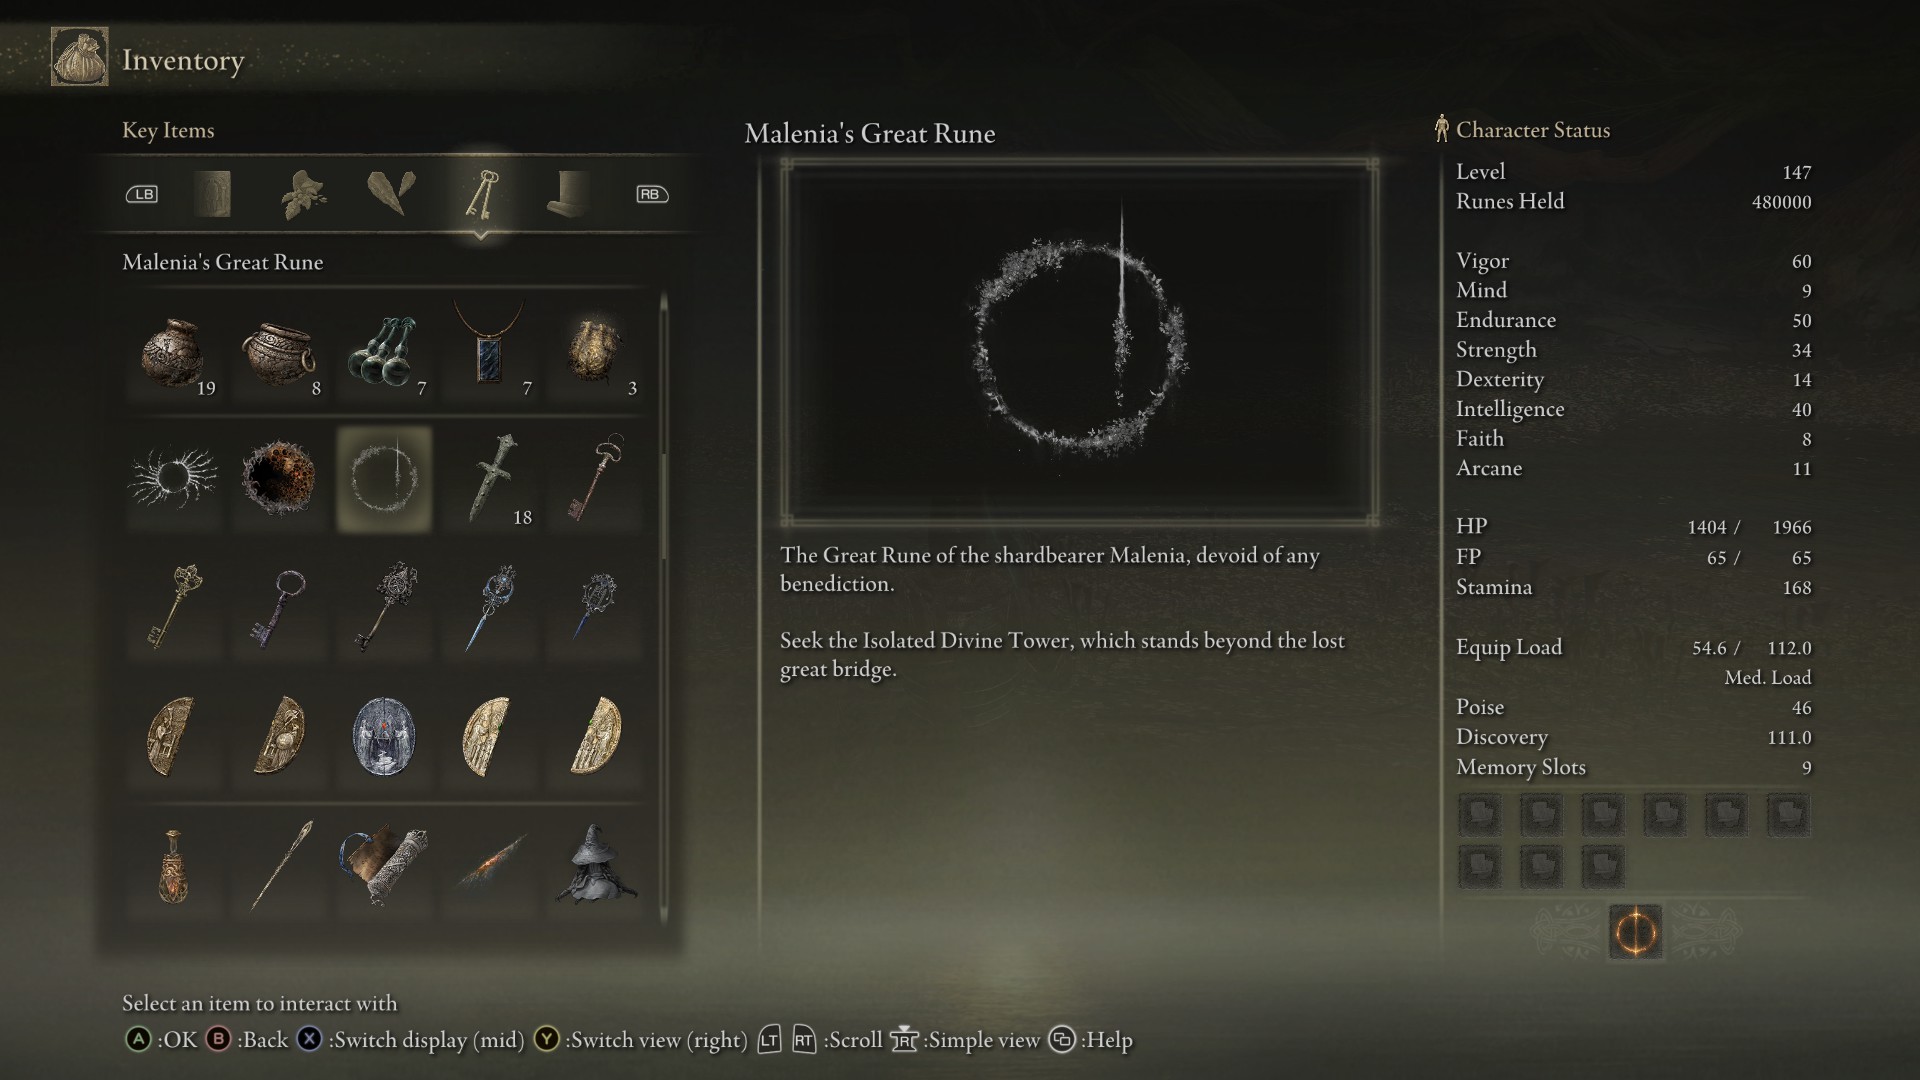 Inventory
Key Items
LB
RB
Malenia's Great Rune
19
8
7
7
3
18
Malenia's Great Rune
The Great Rune of the shardbearer Malenia, devoid of any
benediction.
Seek the Isolated Divine Tower, which stands beyond the lost
great bridge.
Character Status
Level 147
Runes Held 480000
Vigor 60
Mind 9
Endurance 50
Strength 34
Dexterity 14
Intelligence 40
Faith 8
Arcane 11
HP 1404 / 1966
FP 65 / 65
Stamina 168
Equip Load 54.6 / 112.0
Med. Load
Poise 46
Discovery 111.0
Memory Slots 9
Select an item to interact with
A :OK B :Back X :Switch display (mid) Y :Switch view (right) LT RT :Scroll R :Simple view :Help